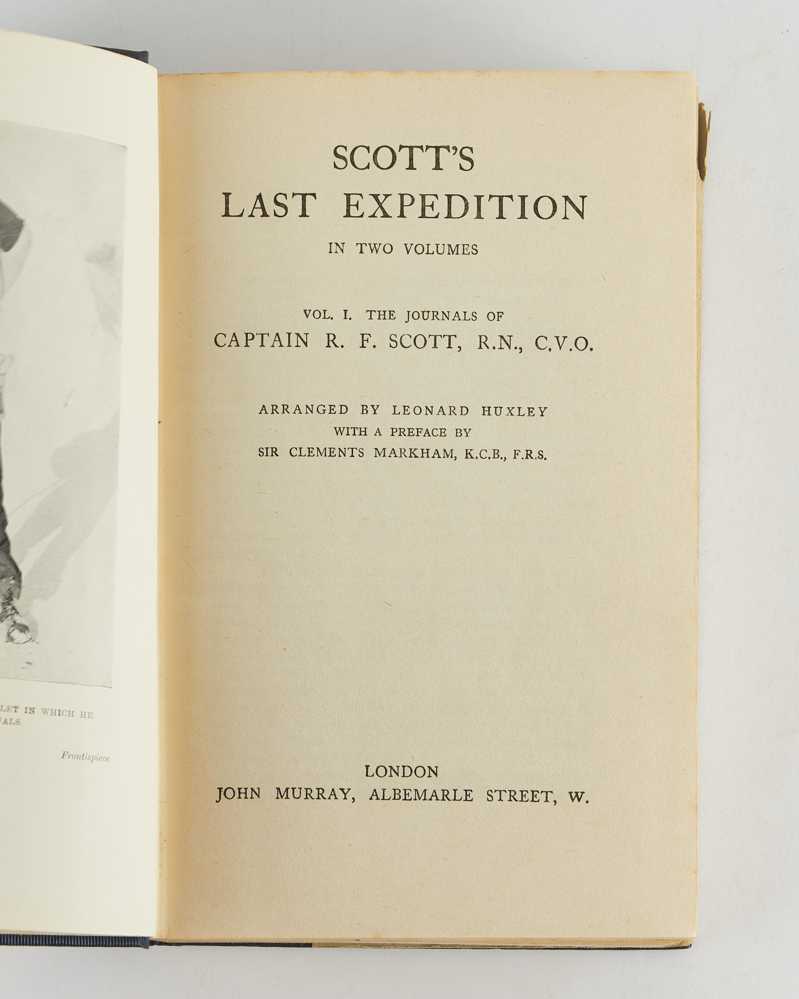 SCOTT'S
LAST EXPEDITION
IN TWO VOLUMES
VOL. I. THE JOURNALS OF
CAPTAIN R. F. SCOTT, R.N., C.V.O.
ARRANGED BY LEONARD HUXLEY
WITH A PREFACE BY
SIR CLEMENTS MARKHAM, K.C.B., F.R.S.
LONDON
JOHN MURRAY, ALBEMARLE STREET, W.
IN WHICH HE
Frontispiece